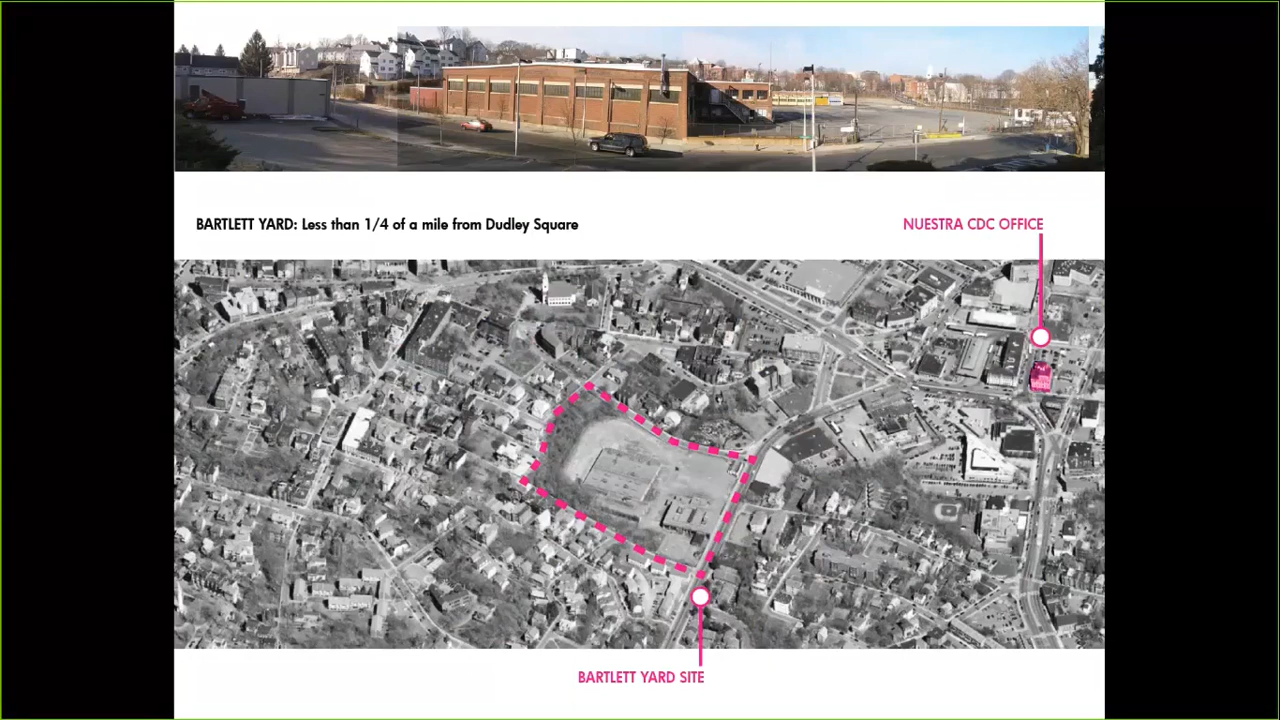 BARTLETT YARD: Less than 1/4 of a mile from Dudley Square
NUESTRA CDC OFFICE
BARTLETT YARD SITE